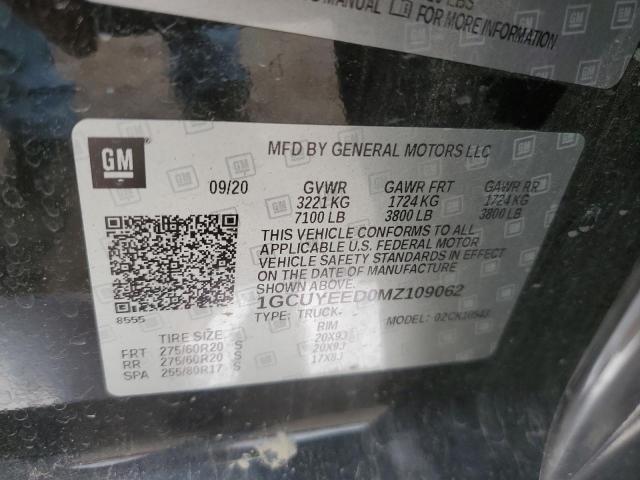 LBS
MANUAL FOR MORE INFORMATION
GM
MFD BY GENERAL MOTORS LLC
09/20 GVWR GAWR FRT GAWR RR
3221 KG 1724 KG 1724 KG
7100 LB 3800 LB 3800 LB
THIS VEHICLE CONFORMS TO ALL
APPLICABLE U.S. FEDERAL MOTOR
VEHICLE SAFETY STANDARDS IN EFFECT
ON THE DATE OF MANUFACTURE
SHOWN ABOVE.
8555
1GCUYEED0MZ109062
TYPE: TRUCK MODEL: 02CK10543
TIRE SIZE RIM
FRT 275/60R20 S 20X9J
RR 275/60R20 S 20X9J
SPA 255/80R17 S 17X8J